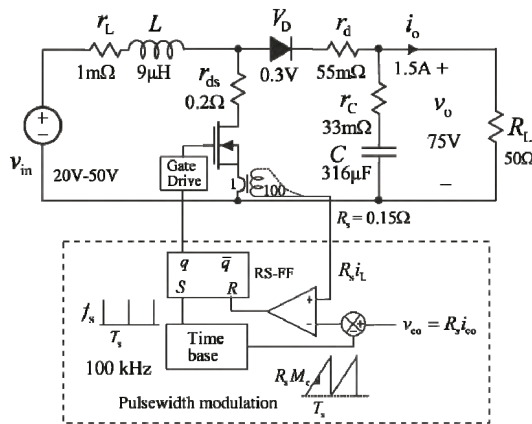 r_L L V_D r_d i_o
1mΩ 9μH 0.3V 55mΩ 1.5A +
r_ds 0.2Ω
r_C 33mΩ
v_o 75V −
R_L 50Ω
C 316μF
+ −
v_in 20V-50V
Gate Drive
1 100
R_s = 0.15Ω
q q̅ RS-FF R_s i_L
S R
+ −
+ −
v_co = R_s i_co
f_s
T_s
100 kHz
Time base
R_s M_c
T_s
Pulsewidth modulation